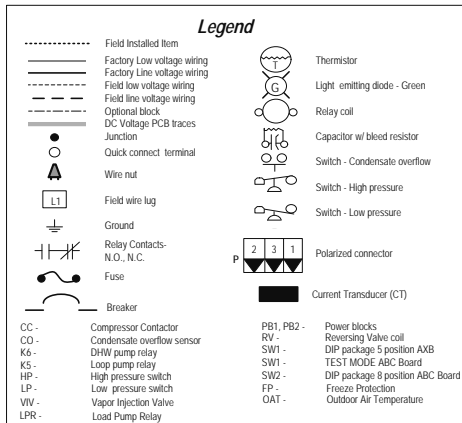 Legend
Field Installed Item
Factory Low voltage wiring
Factory Line voltage wiring
Field low voltage wiring
Field line voltage wiring
Optional block
DC Voltage PCB traces
Junction
Quick connect terminal
Wire nut
L1 Field wire lug
Ground
Relay Contacts-
N.O., N.C.
Fuse
Breaker
T Thermistor
G Light emitting diode - Green
Relay coil
Capacitor w/ bleed resistor
Switch - Condensate overflow
Switch - High pressure
Switch - Low pressure
P 2 3 1 Polarized connector
Current Transducer (CT)
CC - Compressor Contactor
CO - Condensate overflow sensor
K6 - DHW pump relay
K5 - Loop pump relay
HP - High pressure switch
LP - Low pressure switch
VIV - Vapor Injection Valve
LPR - Load Pump Relay
PB1, PB2 - Power blocks
RV - Reversing Valve coil
SW1 - DIP package 5 position AXB
SW1 - TEST MODE ABC Board
SW2 - DIP package 8 position ABC Board
FP - Freeze Protection
OAT - Outdoor Air Temperature